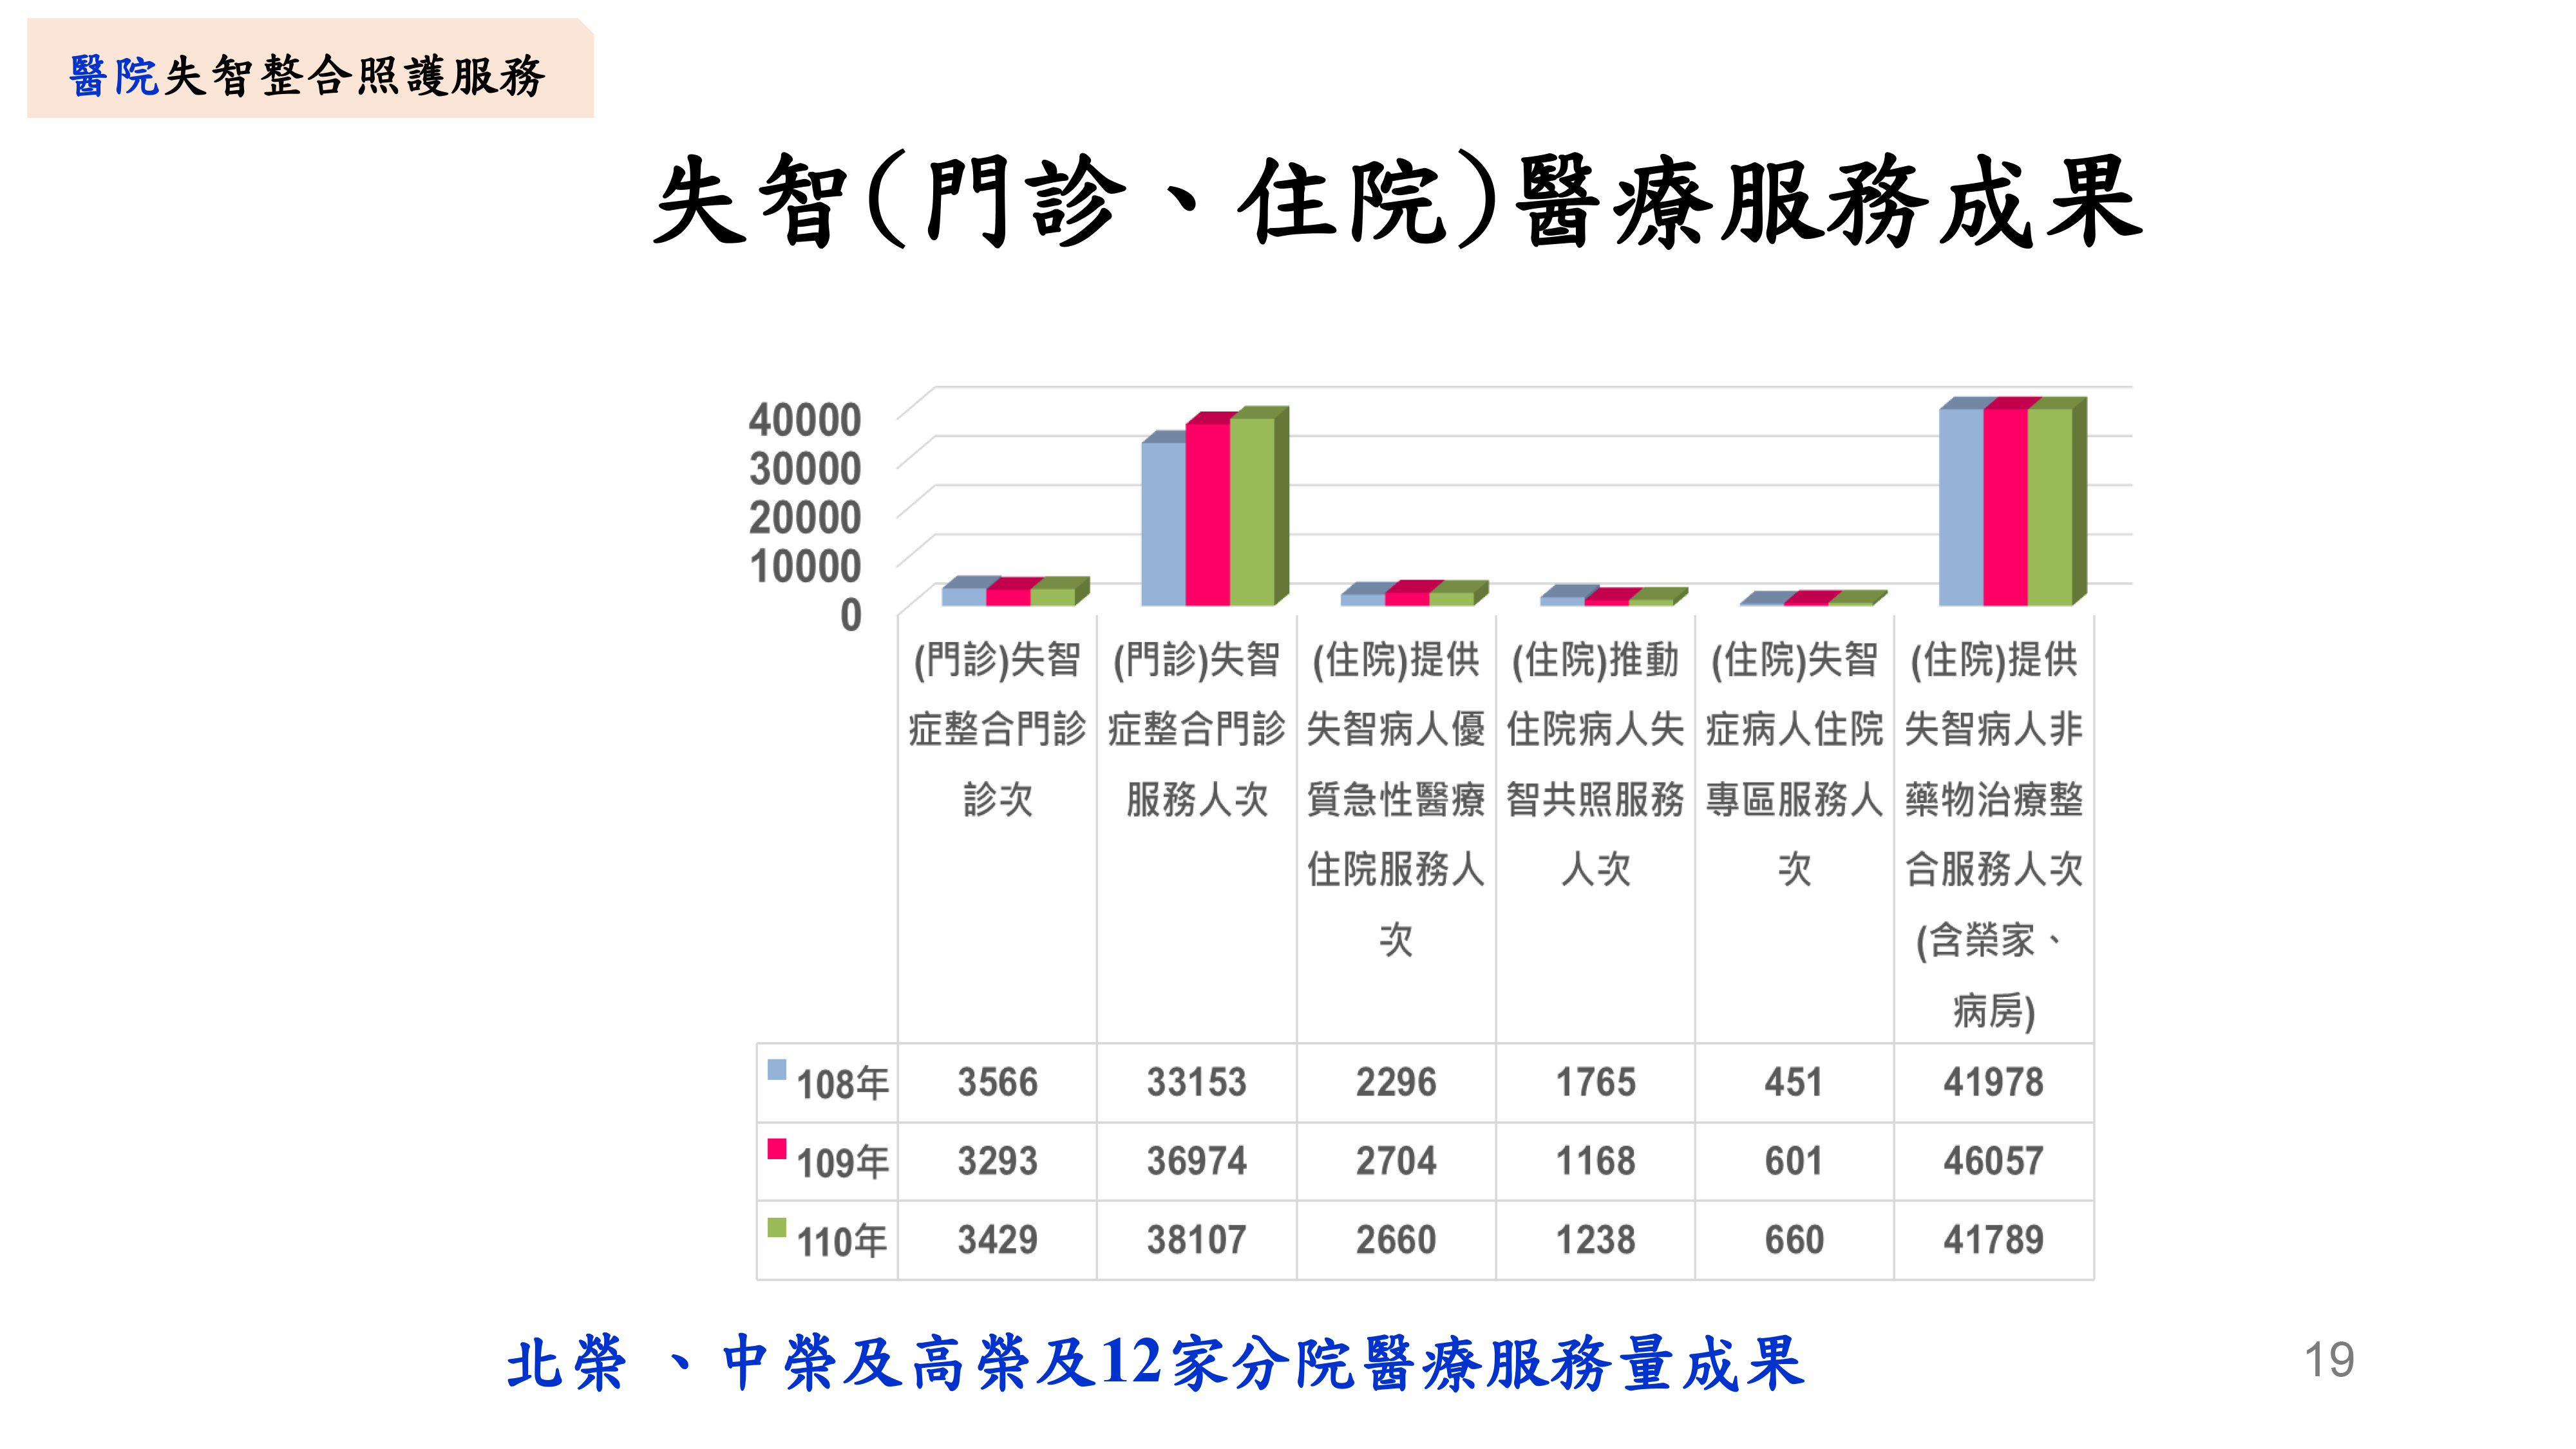 醫院失智整合照護服務
失智(門診、住院)醫療服務成果
40000
30000
20000
10000
0
(門診)失智
症整合門診
診次
(門診)失智
症整合門診
服務人次
(住院)提供
失智病人優
質急性醫療
住院服務人
次
(住院)推動
住院病人失
智共照服務
人次
(住院)失智
症病人住院
專區服務人
次
(住院)提供
失智病人非
藥物治療整
合服務人次
(含榮家、
病房)
108年 3566 33153 2296 1765 451 41978
109年 3293 36974 2704 1168 601 46057
110年 3429 38107 2660 1238 660 41789
北榮 、中榮及高榮及12家分院醫療服務量成果
19